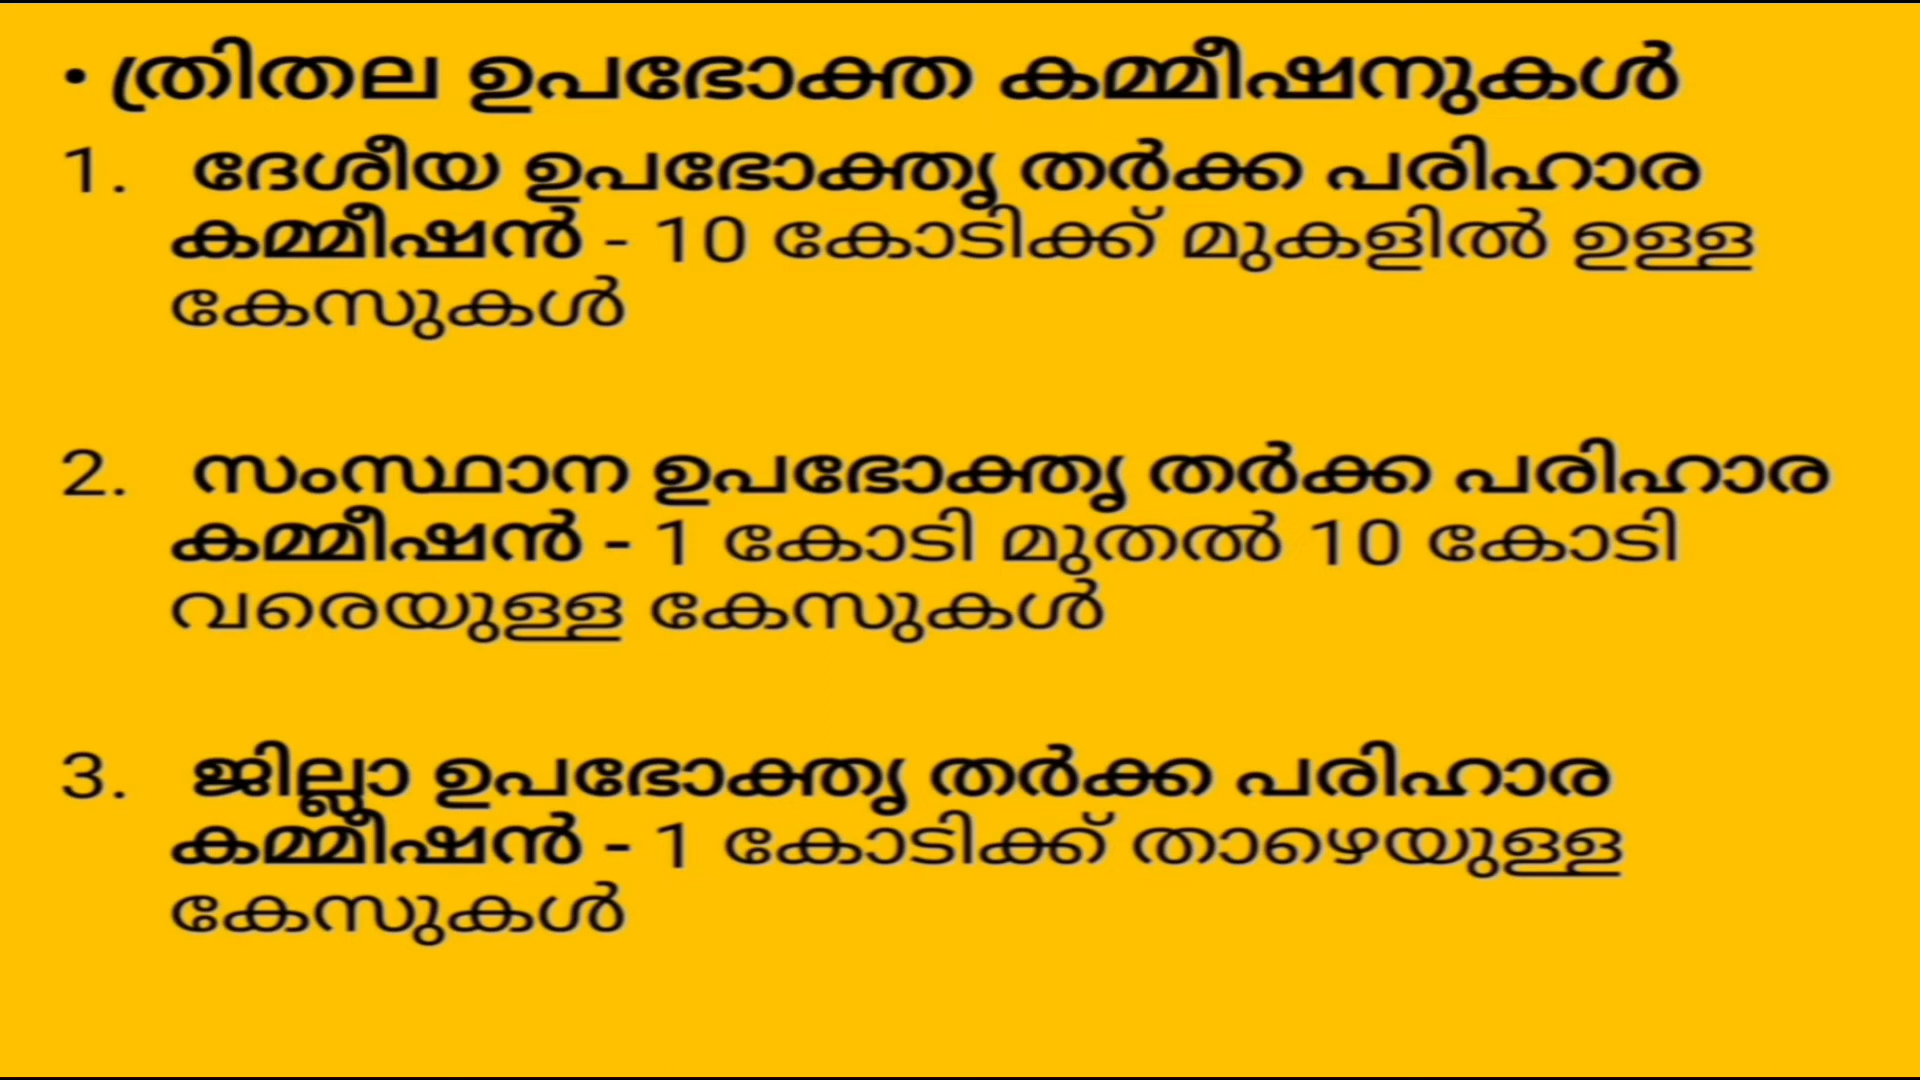 • ത്രിതല ഉപഭോക്ത കമ്മീഷനുകൾ
1. ദേശീയ ഉപഭോക്തൃ തർക്ക പരിഹാര
കമ്മീഷൻ - 10 കോടിക്ക് മുകളിൽ ഉള്ള
കേസുകൾ
2. സംസ്ഥാന ഉപഭോക്തൃ തർക്ക പരിഹാര
കമ്മീഷൻ - 1 കോടി മുതൽ 10 കോടി
വരെയുള്ള കേസുകൾ
3. ജില്ലാ ഉപഭോക്തൃ തർക്ക പരിഹാര
കമ്മീഷൻ - 1 കോടിക്ക് താഴെയുള്ള
കേസുകൾ